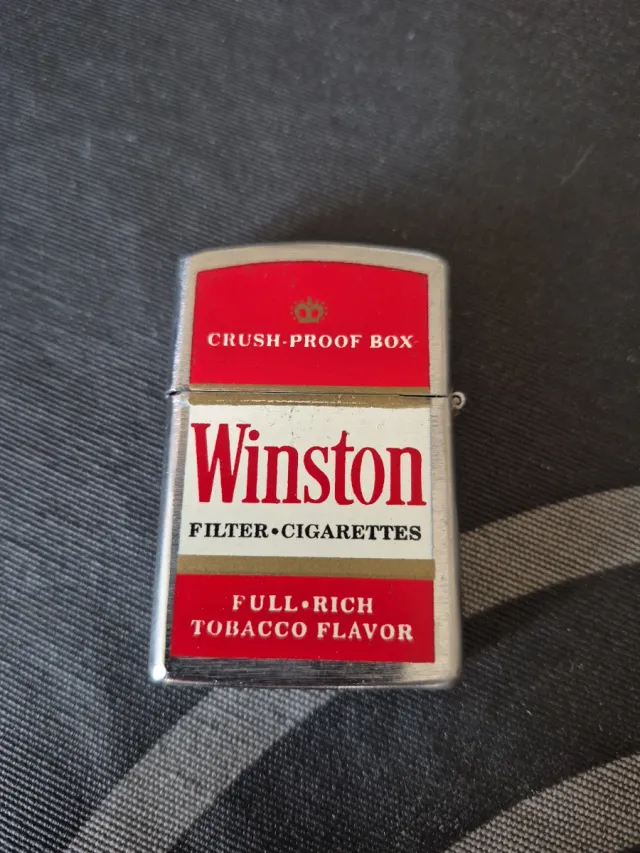 CRUSH-PROOF BOX
Winston
FILTER•CIGARETTES
FULL•RICH
TOBACCO FLAVOR